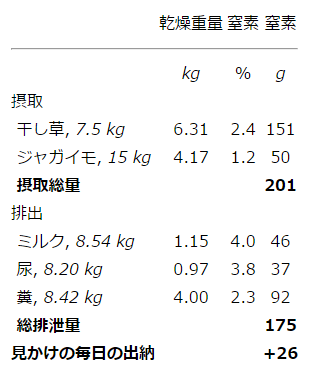 乾燥重量 窒素 窒素
kg % g
摂取
干し草, 7.5 kg 6.31 2.4 151
ジャガイモ, 15 kg 4.17 1.2 50
摂取総量 201
排出
ミルク, 8.54 kg 1.15 4.0 46
尿, 8.20 kg 0.97 3.8 37
糞, 8.42 kg 4.00 2.3 92
総排泄量 175
見かけの毎日の出納 +26